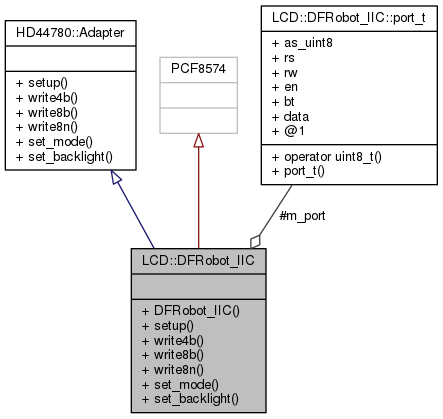 HD44780::Adapter
+ setup()
+ write4b()
+ write8b()
+ write8n()
+ set_mode()
+ set_backlight()
PCF8574
LCD::DFRobot_IIC::port_t
+ as_uint8
+ rs
+ rw
+ en
+ bt
+ data
+ @1
+ operator uint8_t()
+ port_t()
#m_port
LCD::DFRobot_IIC
+ DFRobot_IIC()
+ setup()
+ write4b()
+ write8b()
+ write8n()
+ set_mode()
+ set_backlight()